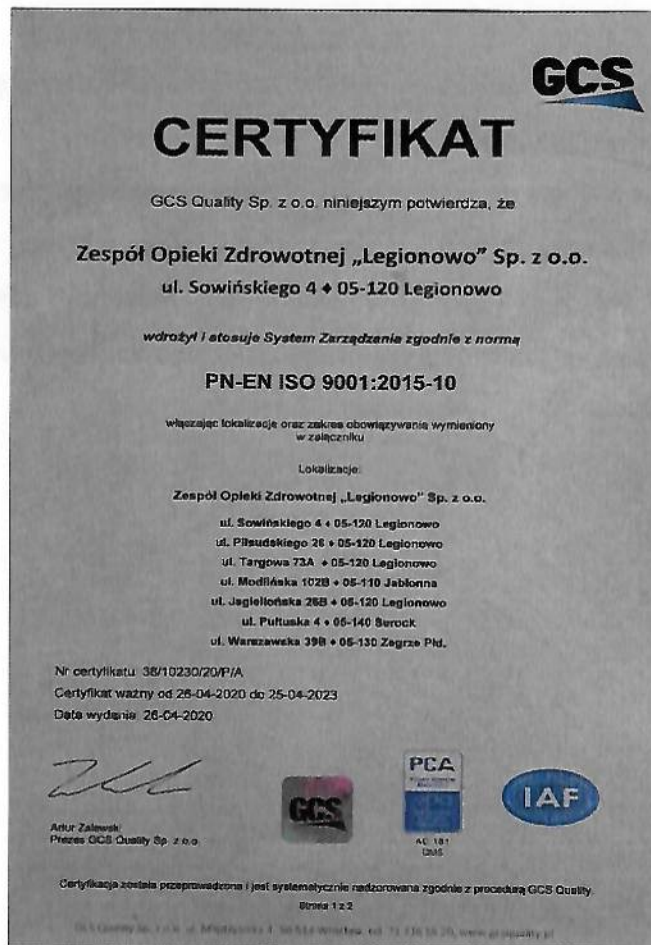 GCS
CERTYFIKAT
GCS Quality Sp. z o.o. niniejszym potwierdza, że
Zespół Opieki Zdrowotnej „Legionowo” Sp. z o.o.
ul. Sowińskiego 4 ♦ 05-120 Legionowo
wdrożył i stosuje System Zarządzania zgodnie z normą
PN-EN ISO 9001:2015-10
włączając lokalizacje oraz zakres obowiązywania wymieniony
w załączniku
Lokalizacje:
Zespół Opieki Zdrowotnej „Legionowo” Sp. z o.o.
ul. Sowińskiego 4 ♦ 05-120 Legionowo
ul. Piłsudskiego 26 ♦ 05-120 Legionowo
ul. Targowa 73A ♦ 05-120 Legionowo
ul. Modlińska 102B ♦ 05-110 Jabłonna
ul. Jagiellońska 26B ♦ 05-120 Legionowo
ul. Pułtuska 4 ♦ 05-140 Serock
ul. Warszawska 39B ♦ 05-130 Zegrze Płd.
Nr certyfikatu: 38/10230/20/P/A
Certyfikat ważny od 26-04-2020 do 25-04-2023
Data wydania: 26-04-2020
Artur Zalewski
Prezes GCS Quality Sp. z o.o.
GCS
PCA
AC 181
QMS
IAF
Certyfikacja została przeprowadzona i jest systematycznie nadzorowana zgodnie z procedurą GCS Quality.
Strona 1 z 2
GCS Quality Sp. z o.o. ul.